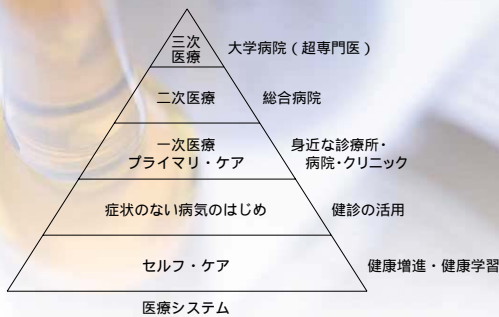 三次
医療
大学病院（超専門医）
二次医療
総合病院
一次医療
プライマリ・ケア
身近な診療所・
病院・クリニック
症状のない病気のはじめ
健診の活用
セルフ・ケア
健康増進・健康学習
医療システム